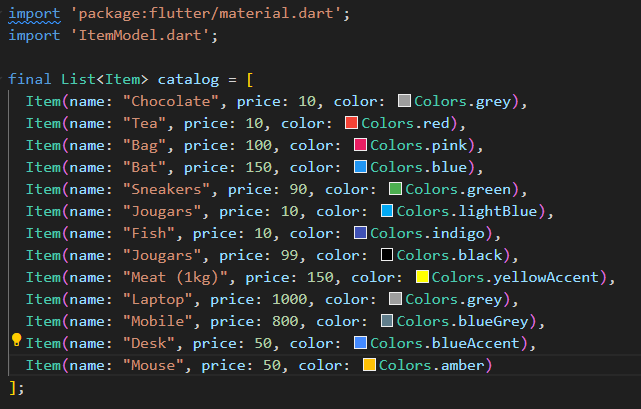 import 'package:flutter/material.dart';
import 'ItemModel.dart';
final List<Item> catalog = [
Item(name: "Chocolate", price: 10, color: Colors.grey),
Item(name: "Tea", price: 10, color: Colors.red),
Item(name: "Bag", price: 100, color: Colors.pink),
Item(name: "Bat", price: 150, color: Colors.blue),
Item(name: "Sneakers", price: 90, color: Colors.green),
Item(name: "Jougars", price: 10, color: Colors.lightBlue),
Item(name: "Fish", price: 10, color: Colors.indigo),
Item(name: "Jougars", price: 99, color: Colors.black),
Item(name: "Meat (1kg)", price: 150, color: Colors.yellowAccent),
Item(name: "Laptop", price: 1000, color: Colors.grey),
Item(name: "Mobile", price: 800, color: Colors.blueGrey),
Item(name: "Desk", price: 50, color: Colors.blueAccent),
Item(name: "Mouse", price: 50, color: Colors.amber)
];